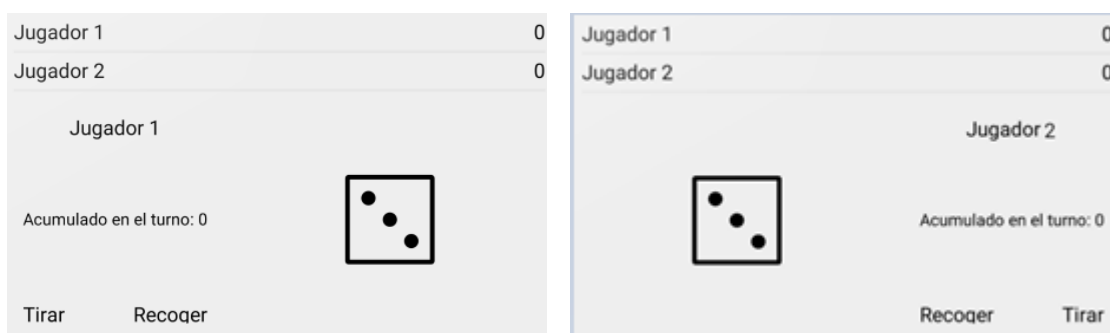 Jugador 1 0
Jugador 2 0
Jugador 1
Acumulado en el turno: 0
Tirar Recoger
Jugador 1 0
Jugador 2 0
Jugador 2
Acumulado en el turno: 0
Recoger Tirar